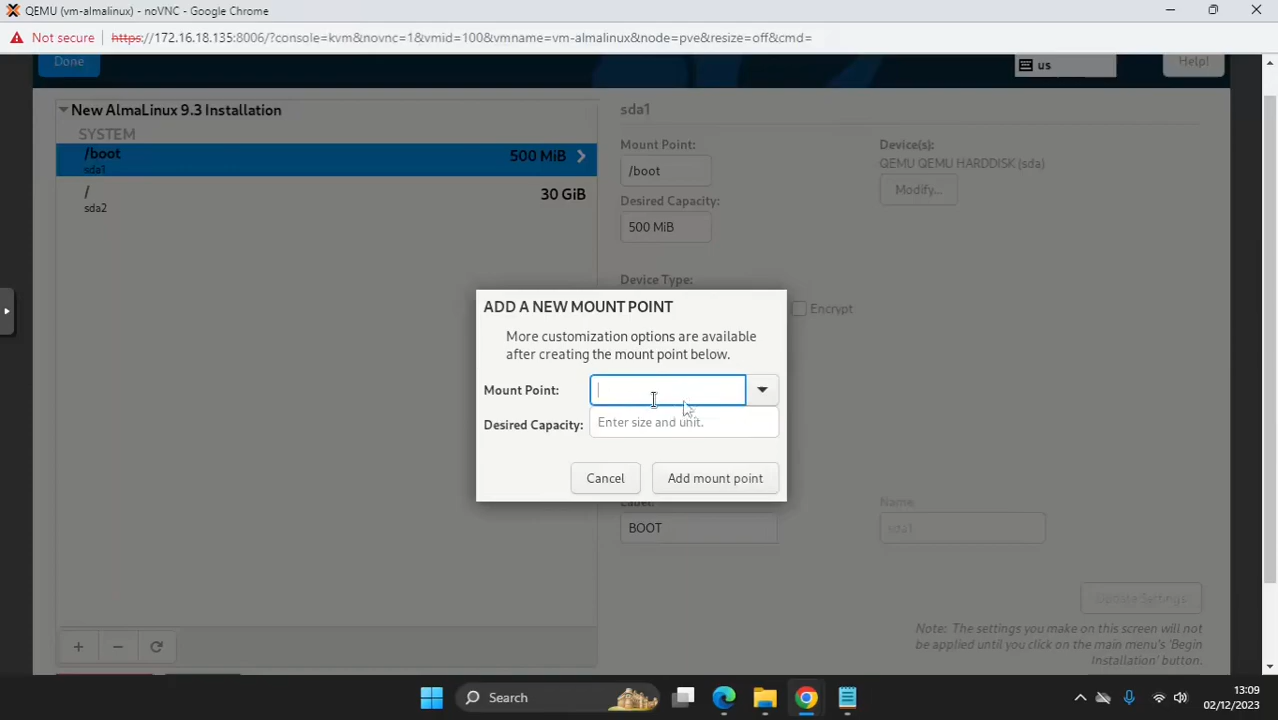 QEMU (vm-almalinux) - noVNC - Google Chrome
Not secure https://172.16.18.135:8006/?console=kvm&novnc=1&vmid=100&vmname=vm-almalinux&node=pve&resize=off&cmd=
Done
us
Help!
New AlmaLinux 9.3 Installation
SYSTEM
/boot
sda1
500 MiB
/
sda2
30 GiB
sda1
Mount Point:
/boot
Desired Capacity:
500 MiB
Device(s):
QEMU QEMU HARDDISK (sda)
Modify...
Device Type:
Encrypt
ADD A NEW MOUNT POINT
More customization options are available
after creating the mount point below.
Mount Point:
Desired Capacity: Enter size and unit.
Cancel Add mount point
Label:
BOOT
Name
sda1
Update Settings
Note: The settings you make on this screen will not
be applied until you click on the main menu's 'Begin
Installation' button.
+ −
Search
13:09
02/12/2023